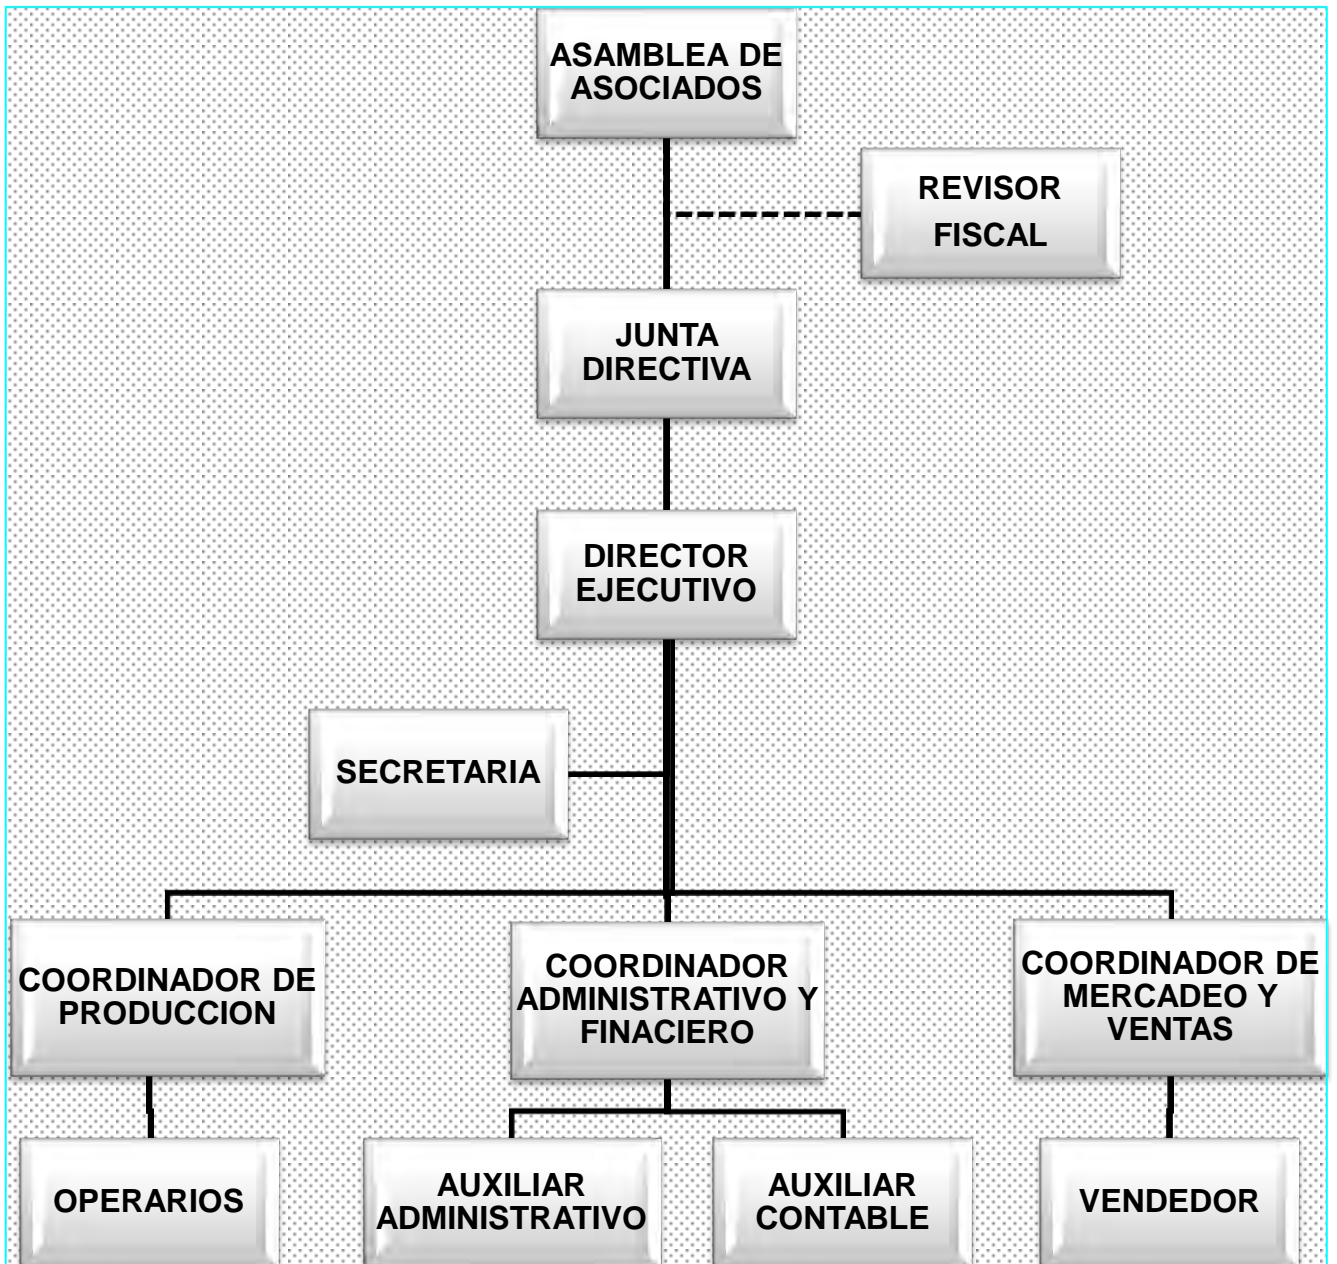 ASAMBLEA DE
ASOCIADOS
REVISOR
FISCAL
JUNTA
DIRECTIVA
DIRECTOR
EJECUTIVO
SECRETARIA
COORDINADOR DE
PRODUCCION
COORDINADOR
ADMINISTRATIVO Y
FINACIERO
COORDINADOR DE
MERCADEO Y
VENTAS
OPERARIOS
AUXILIAR
ADMINISTRATIVO
AUXILIAR
CONTABLE
VENDEDOR